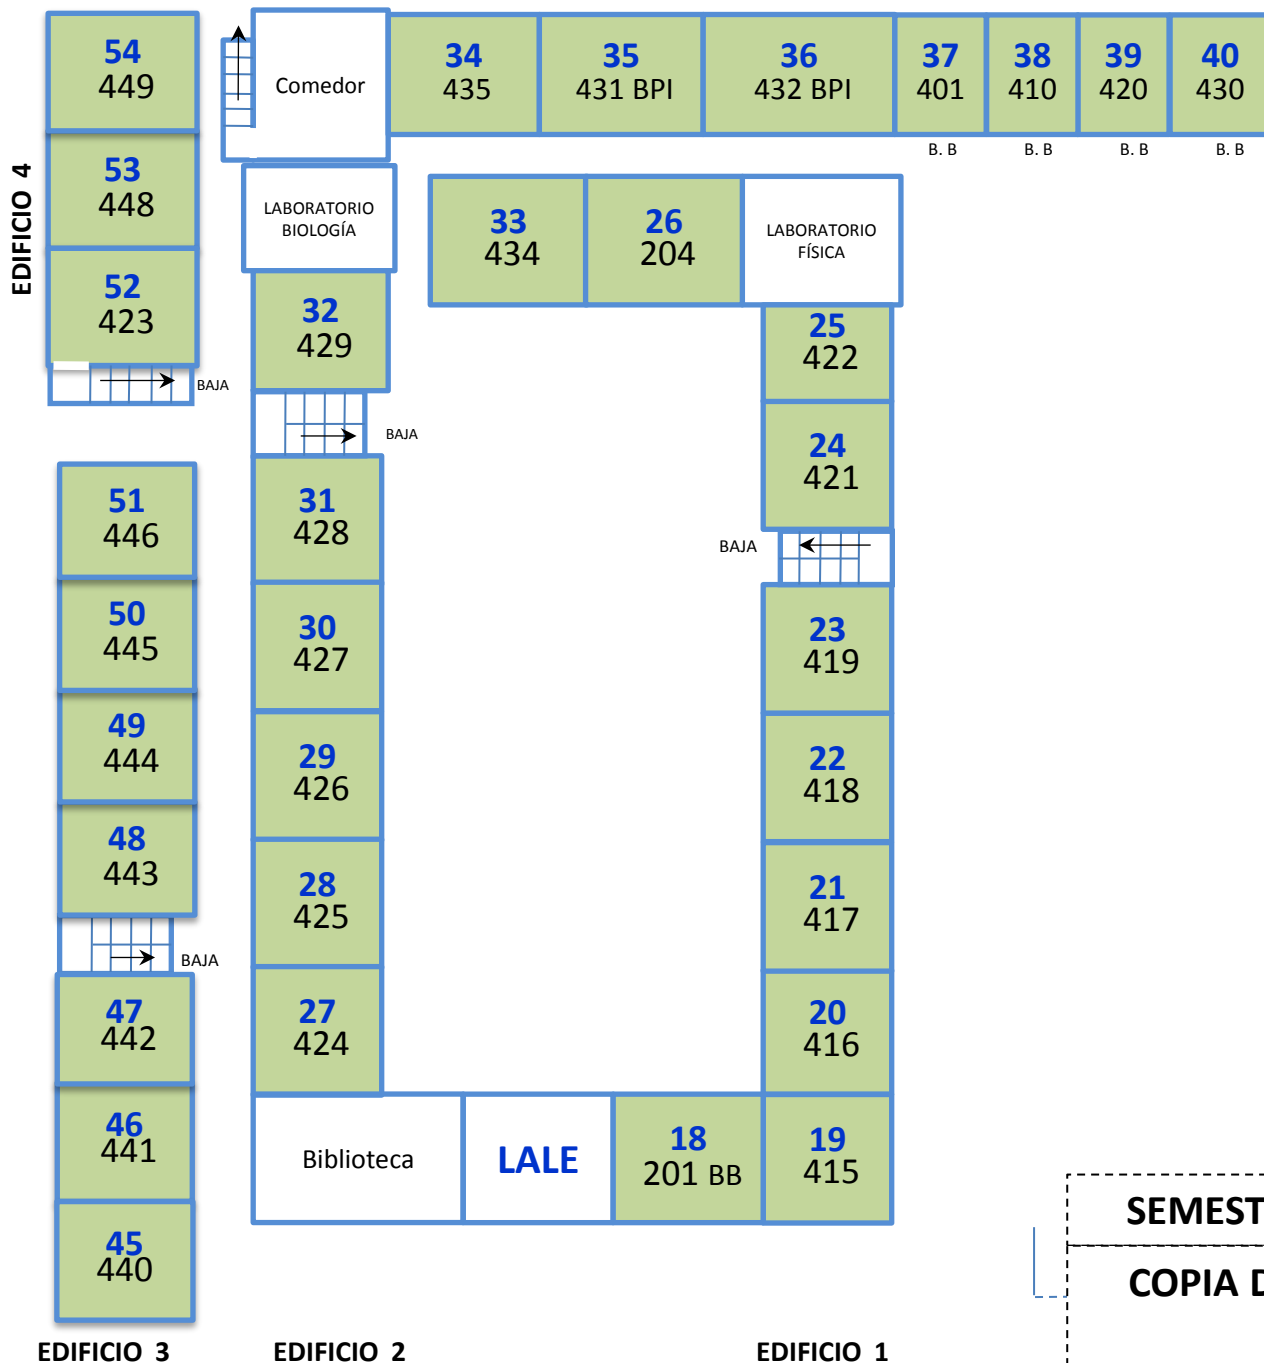 54
449
53
448
52
423
EDIFICIO 4
BAJA
Comedor
34
435
35
431 BPI
36
432 BPI
37
401
38
410
39
420
40
430
B. B
B. B
B. B
B. B
LABORATORIO
BIOLOGÍA
33
434
26
204
LABORATORIO
FÍSICA
32
429
25
422
BAJA
24
421
BAJA
51
446
50
445
49
444
48
443
BAJA
47
442
46
441
45
440
31
428
30
427
29
426
28
425
27
424
23
419
22
418
21
417
20
416
Biblioteca
LALE
18
201 BB
19
415
SEMEST
COPIA D
EDIFICIO 3
EDIFICIO 2
EDIFICIO 1